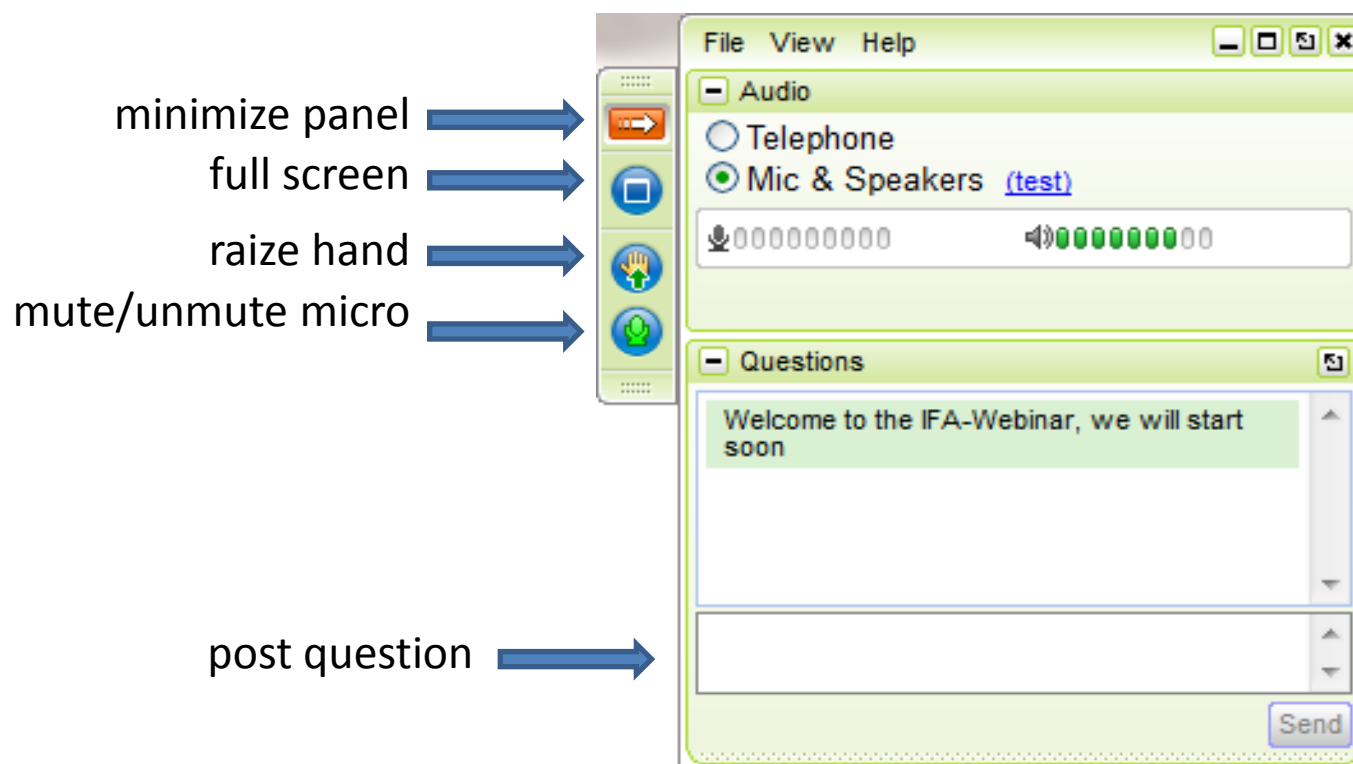 File View Help
Audio
minimize panel
Telephone
full screen
Mic & Speakers (test)
raize hand
mute/unmute micro
Questions
Welcome to the IFA-Webinar, we will start
soon
post question
Send